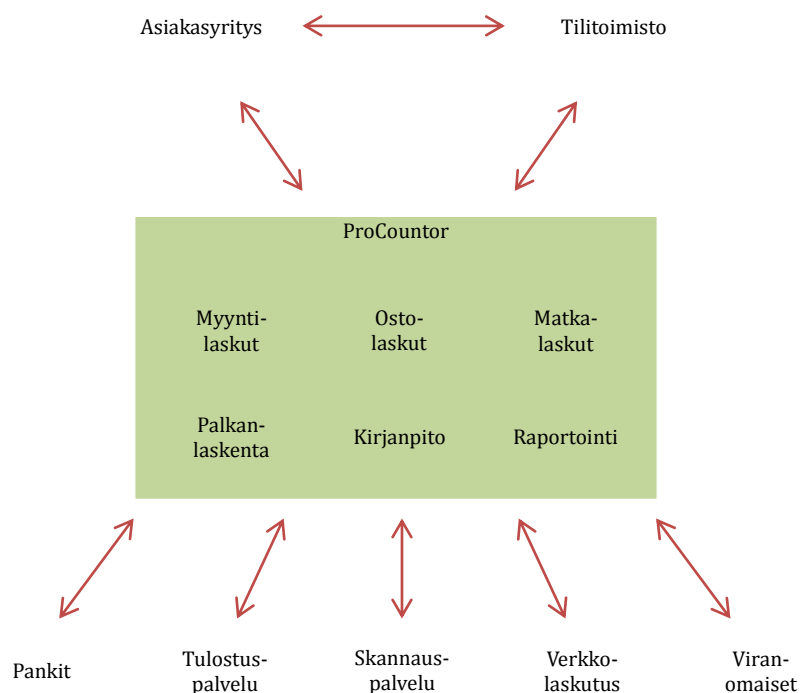 Asiakasyritys Tilitoimisto
ProCountor
Myynti-
laskut
Osto-
laskut
Matka-
laskut
Palkan-
laskenta
Kirjanpito
Raportointi
Pankit
Tulostus-
palvelu
Skannaus-
palvelu
Verkko-
laskutus
Viran-
omaiset